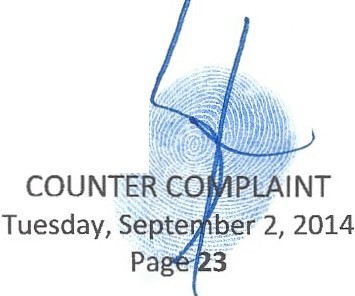 COUNTER COMPLAINT
Tuesday, September 2, 2014
Page 23